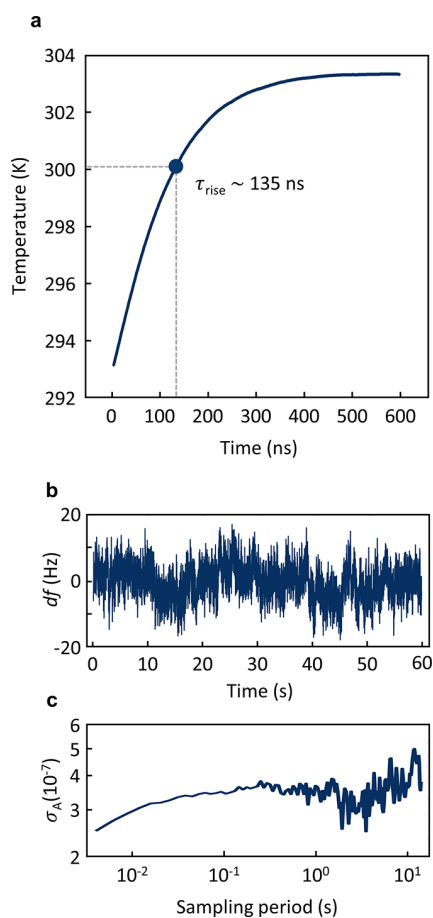 a
304
302
300
298
296
294
292
Temperature (K)
τrise ~ 135 ns
0 100 200 300 400 500 600
Time (ns)
b
20
0
-20
df (Hz)
0 10 20 30 40 50 60
Time (s)
c
6
5
4
3
2
σA(10-7)
10-2 10-1 100 101
Sampling period (s)